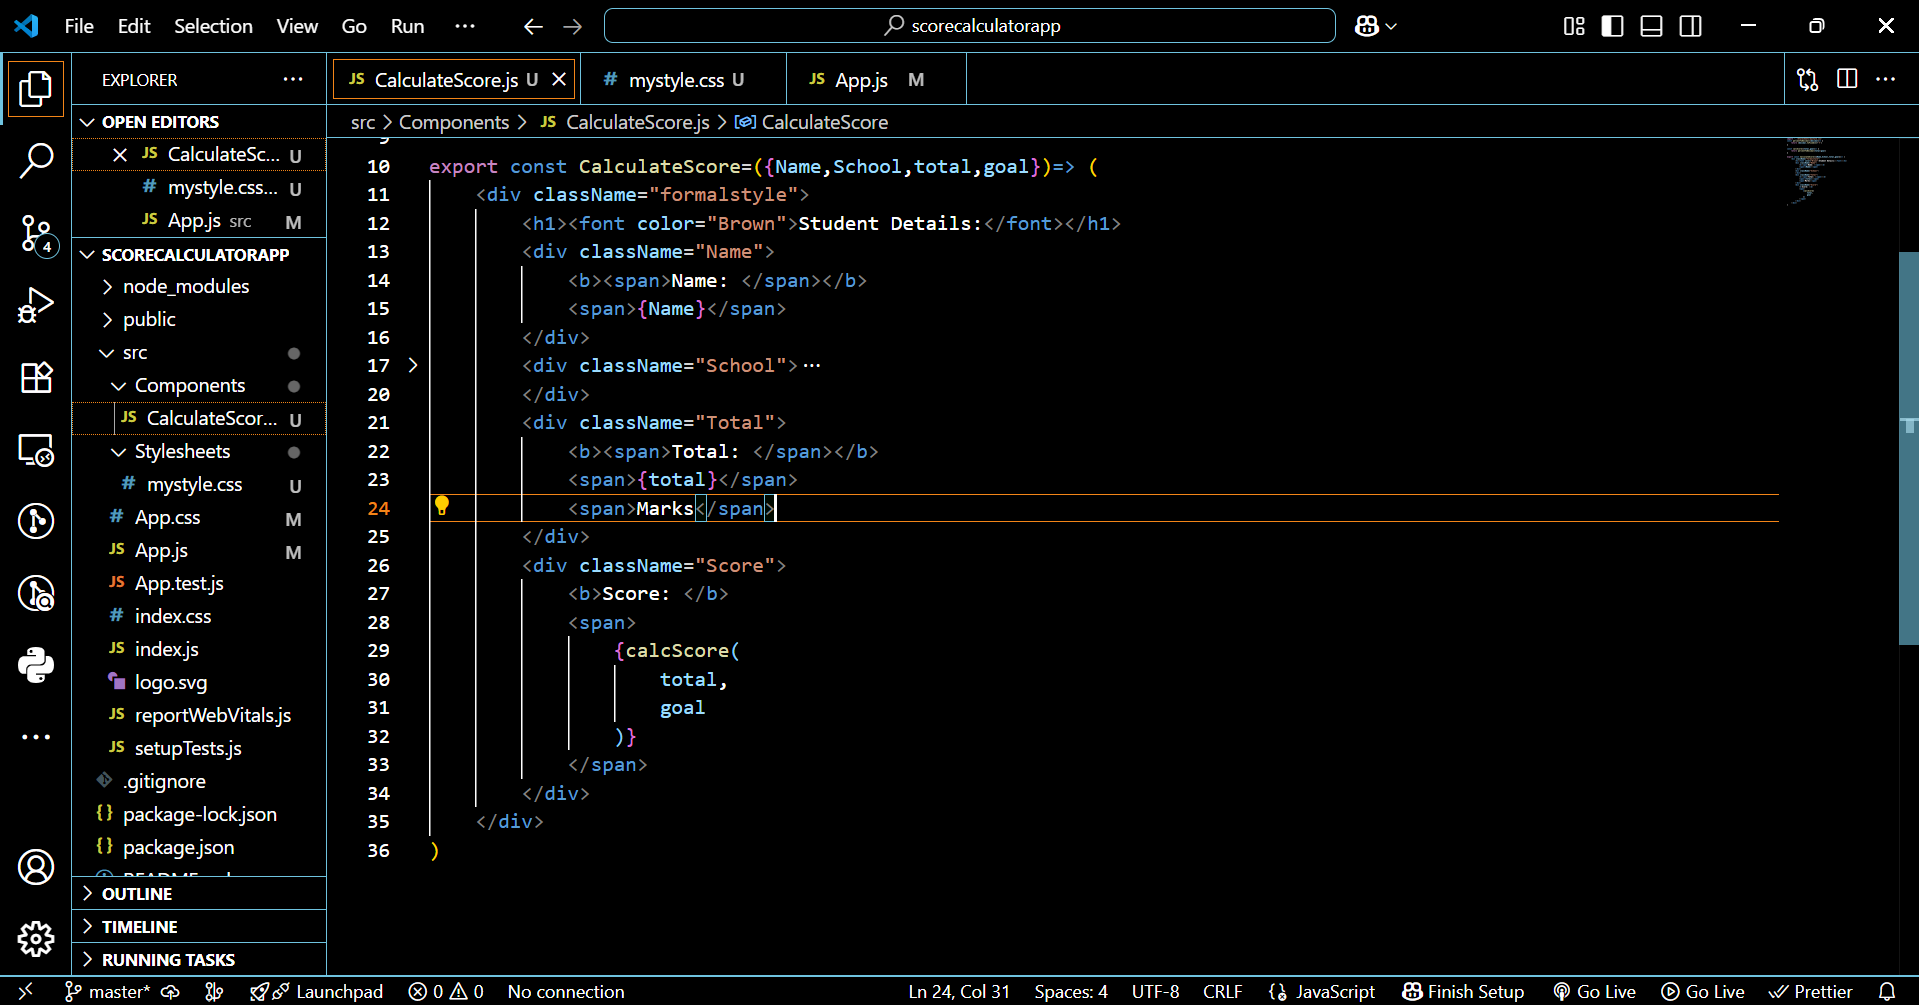 File Edit Selection View Go Run ··· scorecalculatorapp
EXPLORER ···
OPEN EDITORS
JS CalculateSc... U
# mystyle.css... U
JS App.js src M
SCORECALCULATORAPP
node_modules
public
src
Components
JS CalculateScor... U
Stylesheets
# mystyle.css U
# App.css M
JS App.js M
JS App.test.js
# index.css
JS index.js
logo.svg
JS reportWebVitals.js
JS setupTests.js
.gitignore
{} package-lock.json
{} package.json
OUTLINE
TIMELINE
RUNNING TASKS
4
JS CalculateScore.js U
# mystyle.css U
JS App.js M
src > Components > JS CalculateScore.js > CalculateScore
9
10 export const CalculateScore=({Name,School,total,goal})=> (
11 <div className="formalstyle">
12 <h1><font color="Brown">Student Details:</font></h1>
13 <div className="Name">
14 <b><span>Name: </span></b>
15 <span>{Name}</span>
16 </div>
17 <div className="School">···
20 </div>
21 <div className="Total">
22 <b><span>Total: </span></b>
23 <span>{total}</span>
24 <span>Marks</span>
25 </div>
26 <div className="Score">
27 <b>Score: </b>
28 <span>
29 {calcScore(
30 total,
31 goal
32 )}
33 </span>
34 </div>
35 </div>
36 )
master* Launchpad 0 0 No connection Ln 24, Col 31 Spaces: 4 UTF-8 CRLF {} JavaScript Finish Setup Go Live Go Live Prettier